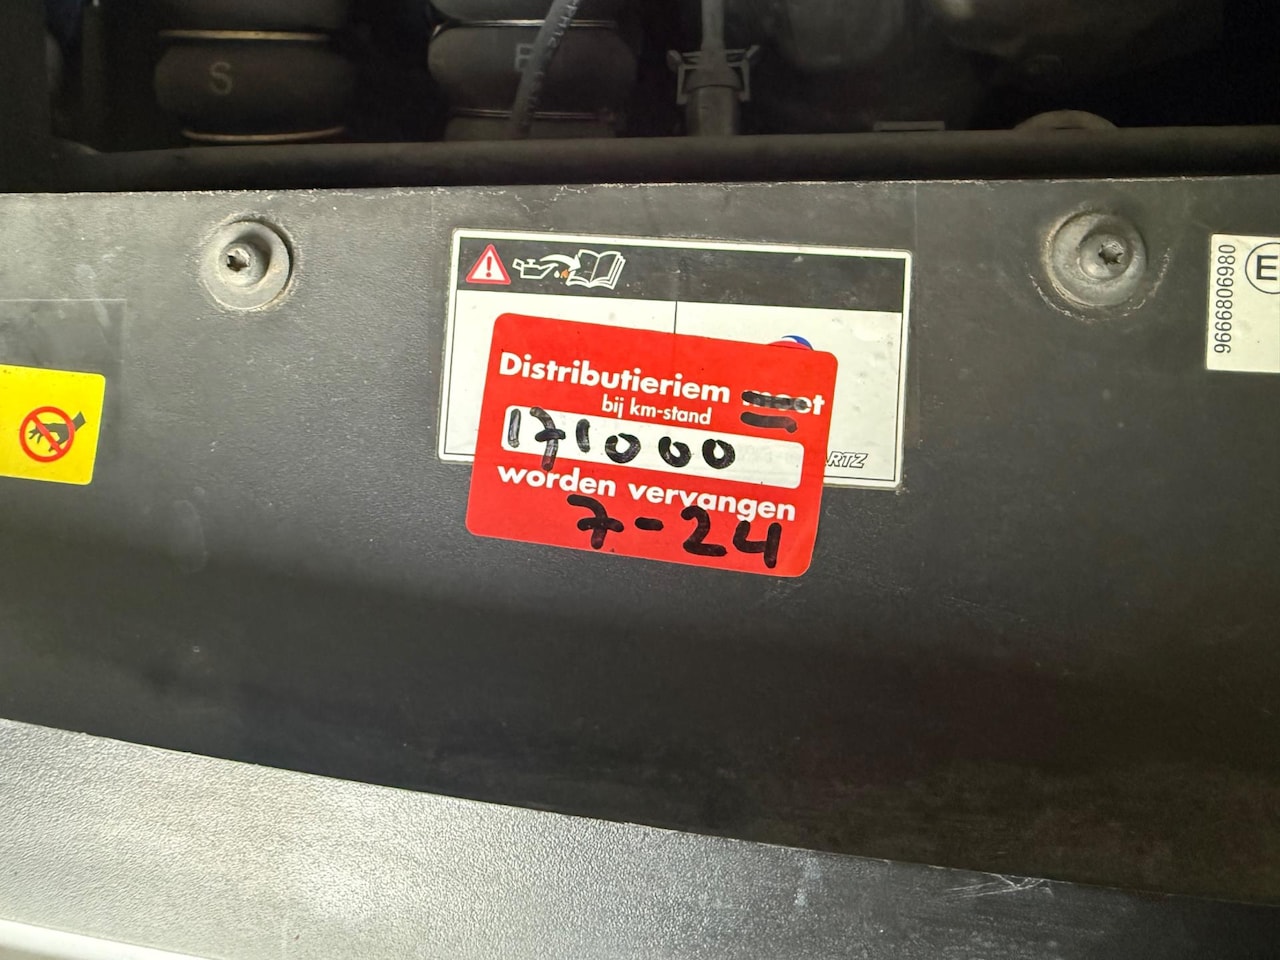 S
Distributieriem moet
bij km-stand
171000
worden vervangen
7-24
RTZ
9666806980
E